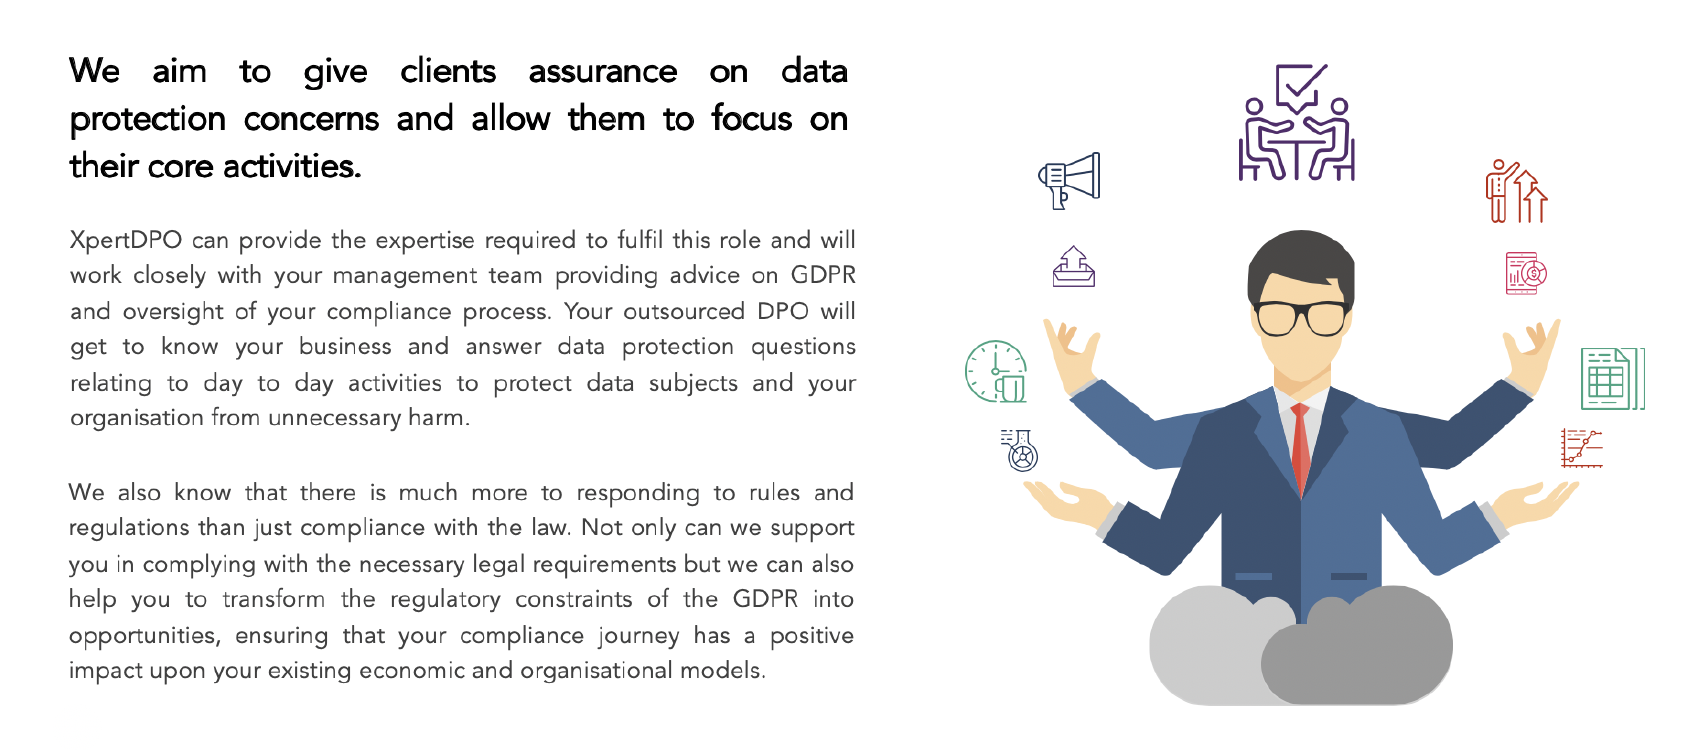 We aim to give clients assurance on data
protection concerns and allow them to focus on
their core activities.
XpertDPO can provide the expertise required to fulfil this role and will
work closely with your management team providing advice on GDPR
and oversight of your compliance process. Your outsourced DPO will
get to know your business and answer data protection questions
relating to day to day activities to protect data subjects and your
organisation from unnecessary harm.
We also know that there is much more to responding to rules and
regulations than just compliance with the law. Not only can we support
you in complying with the necessary legal requirements but we can also
help you to transform the regulatory constraints of the GDPR into
opportunities, ensuring that your compliance journey has a positive
impact upon your existing economic and organisational models.